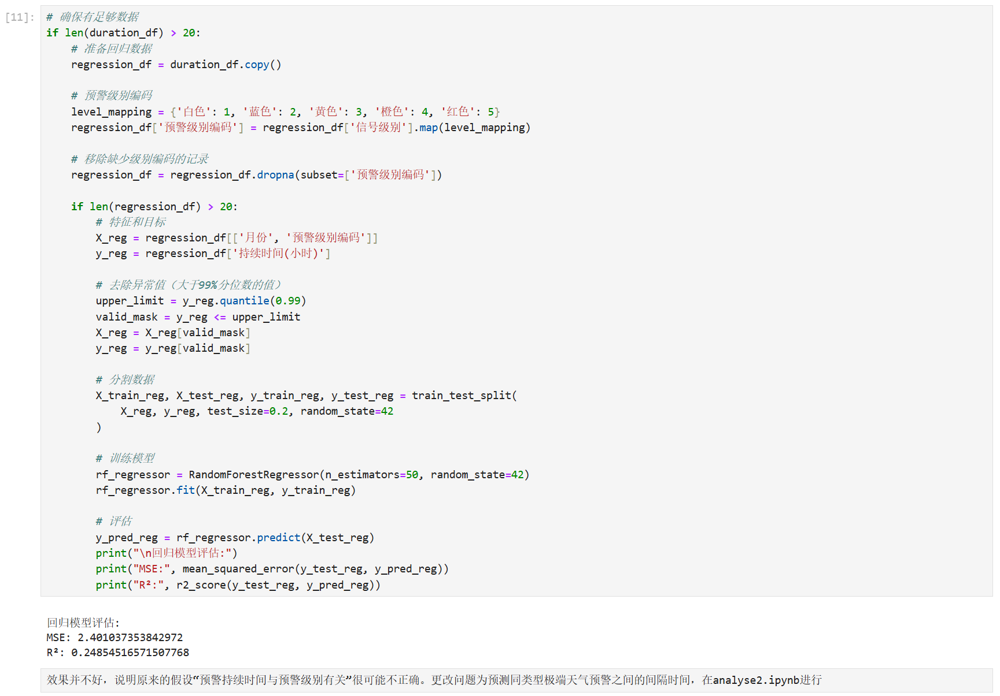 [11]:
# 确保有足够数据
if len(duration_df) > 20:
    # 准备回归数据
    regression_df = duration_df.copy()
    # 预警级别编码
    level_mapping = {'白色': 1, '蓝色': 2, '黄色': 3, '橙色': 4, '红色': 5}
    regression_df['预警级别编码'] = regression_df['信号级别'].map(level_mapping)
    # 移除缺少级别编码的记录
    regression_df = regression_df.dropna(subset=['预警级别编码'])
    if len(regression_df) > 20:
        # 特征和目标
        X_reg = regression_df[['月份', '预警级别编码']]
        y_reg = regression_df['持续时间(小时)']
        # 去除异常值（大于99%分位数的值）
        upper_limit = y_reg.quantile(0.99)
        valid_mask = y_reg <= upper_limit
        X_reg = X_reg[valid_mask]
        y_reg = y_reg[valid_mask]
        # 分割数据
        X_train_reg, X_test_reg, y_train_reg, y_test_reg = train_test_split(
            X_reg, y_reg, test_size=0.2, random_state=42
        )
        # 训练模型
        rf_regressor = RandomForestRegressor(n_estimators=50, random_state=42)
        rf_regressor.fit(X_train_reg, y_train_reg)
        # 评估
        y_pred_reg = rf_regressor.predict(X_test_reg)
        print("\n回归模型评估:")
        print("MSE:", mean_squared_error(y_test_reg, y_pred_reg))
        print("R²:", r2_score(y_test_reg, y_pred_reg))
回归模型评估:
MSE: 2.401037353842972
R²: 0.24854516571507768
效果并不好，说明原来的假设“预警持续时间与预警级别有关”很可能不正确。更改问题为预测同类型极端天气预警之间的间隔时间，在analyse2.ipynb进行